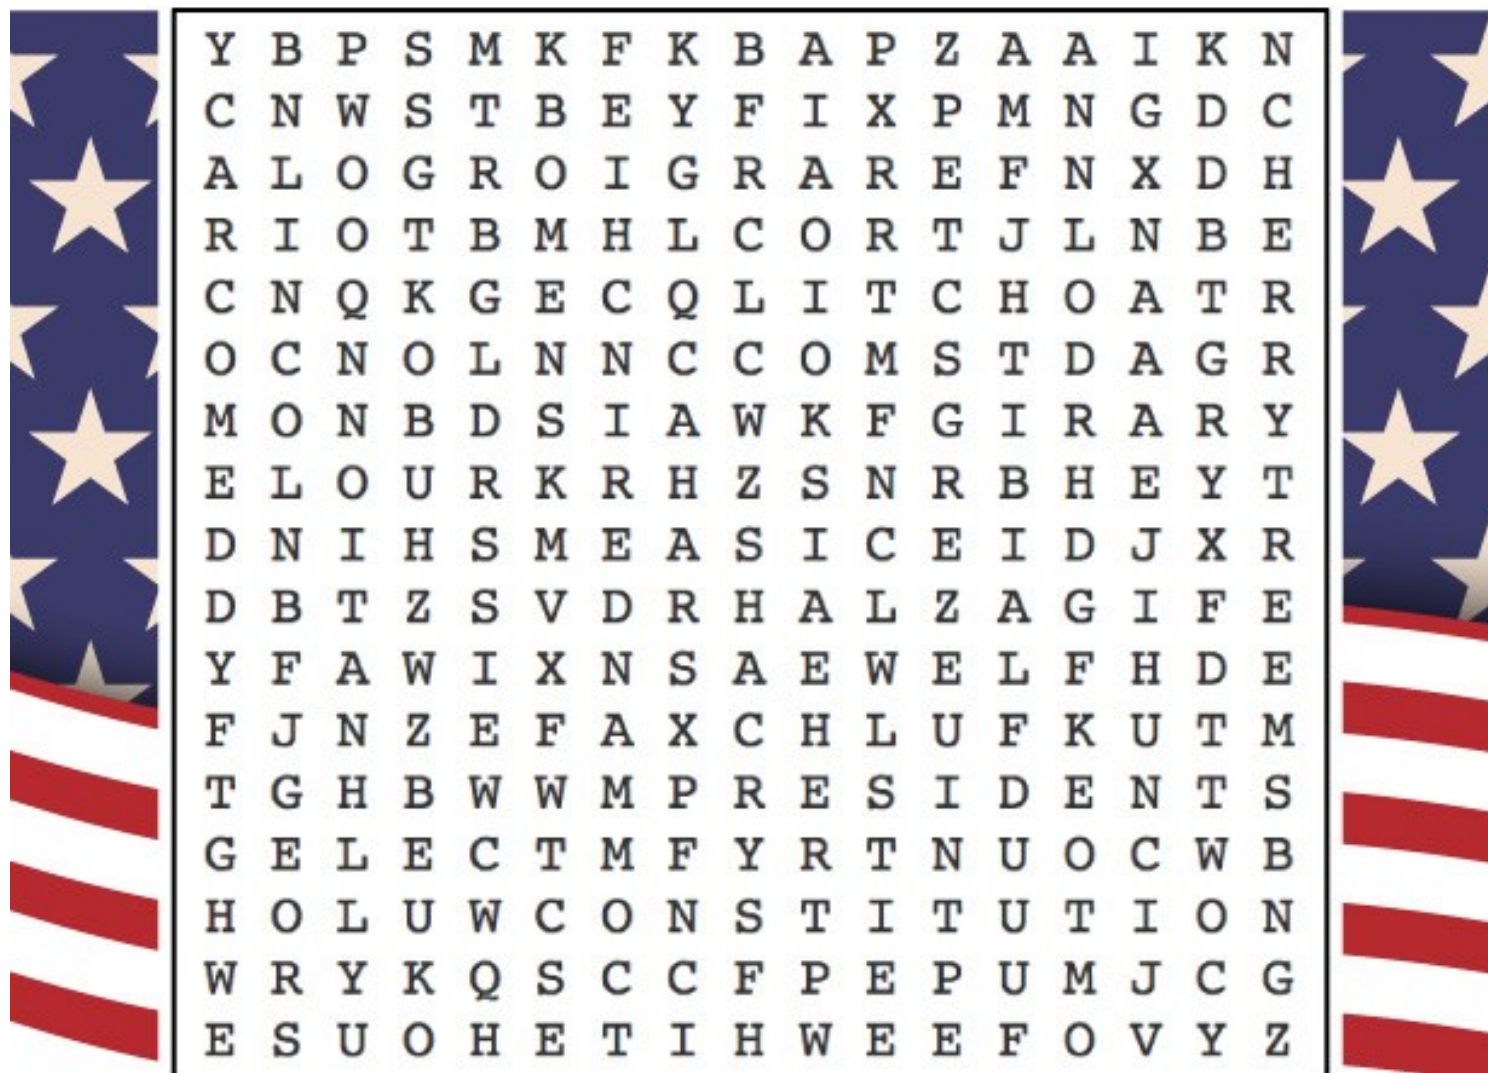 Y B P S M K F K B A P Z A A I K N
C N W S T B E Y F I X P M N G D C
A L O G R O I G R A R E F N X D H
R I O T B M H L C O R T J L N B E
C N Q K G E C Q L I T C H O A T R
O C N O L N N C C O M S T D A G R
M O N B D S I A W K F G I R A R Y
E L O U R K R H Z S N R B H E Y T
D N I H S M E A S I C E I D J X R
D B T Z S V D R H A L Z A G I F E
Y F A W I X N S A E W E L F H D E
F J N Z E F A X C H L U F K U T M
T G H B W W M P R E S I D E N T S
G E L E C T M F Y R T N U O C W B
H O L U W C O N S T I T U T I O N
W R Y K Q S C C F P E P U M J C G
E S U O H E T I H W E E F O V Y Z